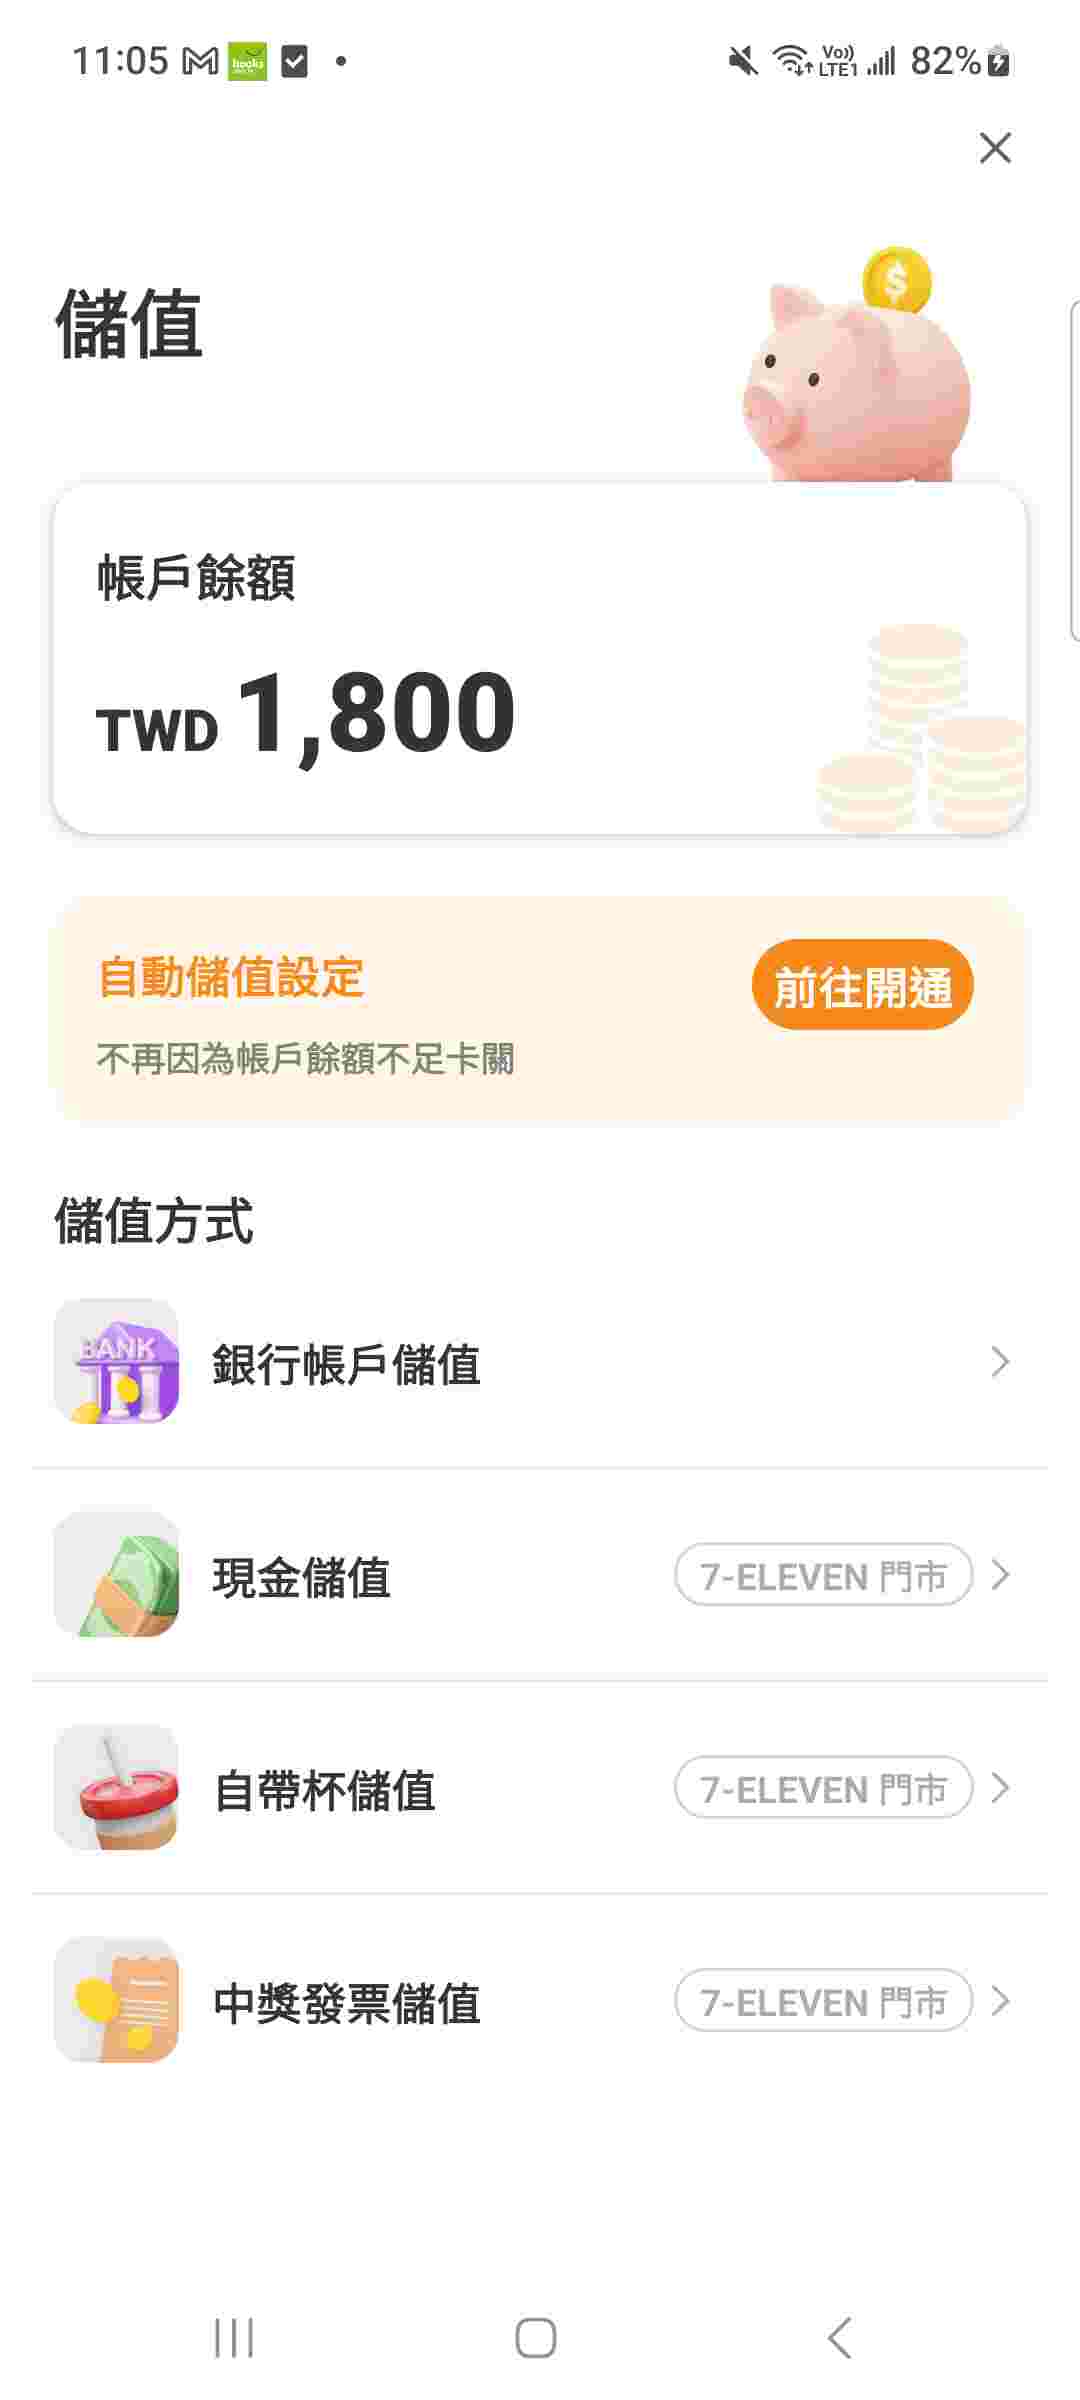 11:05 books Vo)) LTE1 82%
儲值
帳戶餘額
TWD 1,800
自動儲值設定
前往開通
不再因為帳戶餘額不足卡關
儲值方式
BANK
銀行帳戶儲值
現金儲值 7-ELEVEN 門市
自帶杯儲值 7-ELEVEN 門市
中獎發票儲值 7-ELEVEN 門市